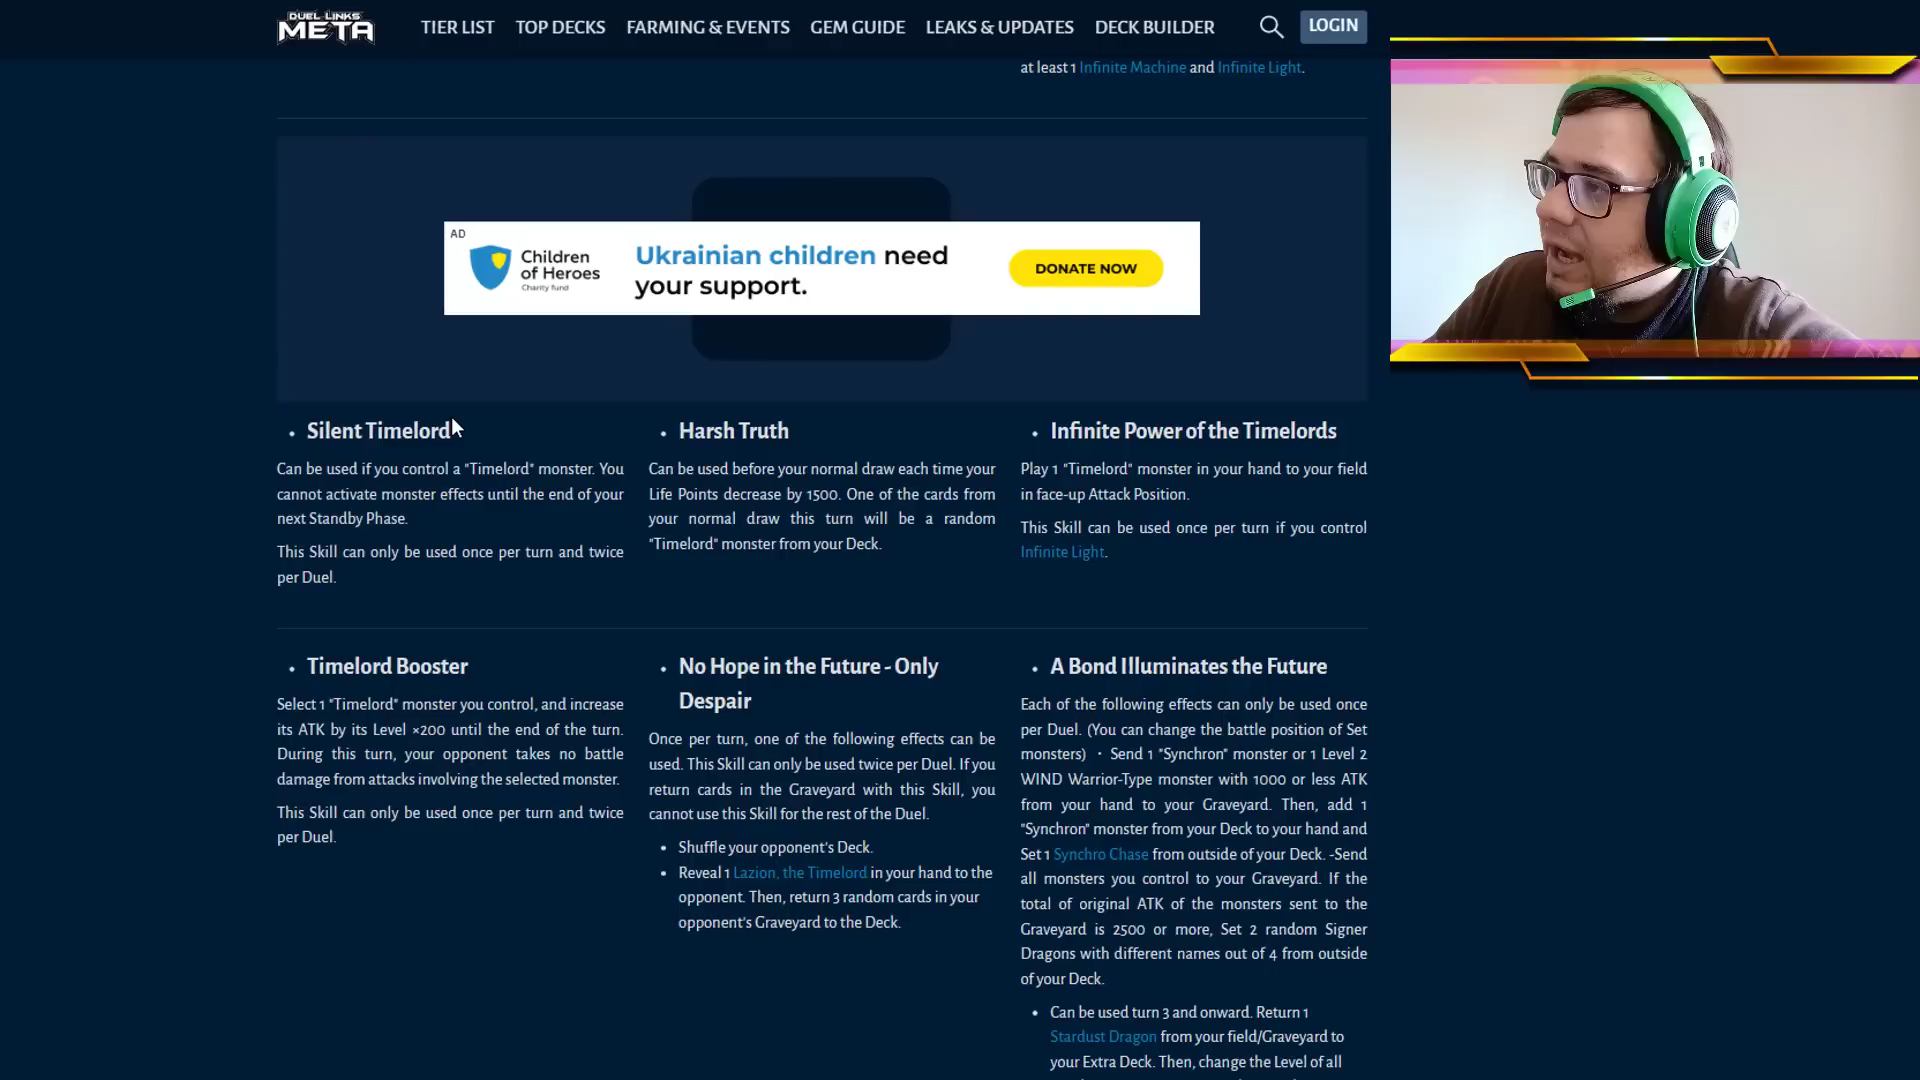 DUEL LINKS
META
TIER LIST
TOP DECKS
FARMING & EVENTS
GEM GUIDE
LEAKS & UPDATES
DECK BUILDER
LOGIN
at least 1 Infinite Machine and Infinite Light.
AD
Children
of Heroes
Charity fund
Ukrainian children need
your support.
DONATE NOW
• Silent Timelord
Can be used if you control a "Timelord" monster. You
cannot activate monster effects until the end of your
next Standby Phase.
This Skill can only be used once per turn and twice
per Duel.
• Harsh Truth
Can be used before your normal draw each time your
Life Points decrease by 1500. One of the cards from
your normal draw this turn will be a random
"Timelord" monster from your Deck.
• Infinite Power of the Timelords
Play 1 "Timelord" monster in your hand to your field
in face-up Attack Position.
This Skill can be used once per turn if you control
Infinite Light.
• Timelord Booster
Select 1 "Timelord" monster you control, and increase
its ATK by its Level ×200 until the end of the turn.
During this turn, your opponent takes no battle
damage from attacks involving the selected monster.
This Skill can only be used once per turn and twice
per Duel.
• No Hope in the Future - Only
Despair
Once per turn, one of the following effects can be
used. This Skill can only be used twice per Duel. If you
return cards in the Graveyard with this Skill, you
cannot use this Skill for the rest of the Duel.
• Shuffle your opponent's Deck.
• Reveal 1 Lazion, the Timelord in your hand to the
opponent. Then, return 3 random cards in your
opponent's Graveyard to the Deck.
• A Bond Illuminates the Future
Each of the following effects can only be used once
per Duel. (You can change the battle position of Set
monsters) ・ Send 1 "Synchron" monster or 1 Level 2
WIND Warrior-Type monster with 1000 or less ATK
from your hand to your Graveyard. Then, add 1
"Synchron" monster from your Deck to your hand and
Set 1 Synchro Chase from outside of your Deck. -Send
all monsters you control to your Graveyard. If the
total of original ATK of the monsters sent to the
Graveyard is 2500 or more, Set 2 random Signer
Dragons with different names out of 4 from outside
of your Deck.
• Can be used turn 3 and onward. Return 1
Stardust Dragon from your field/Graveyard to
your Extra Deck. Then, change the Level of all